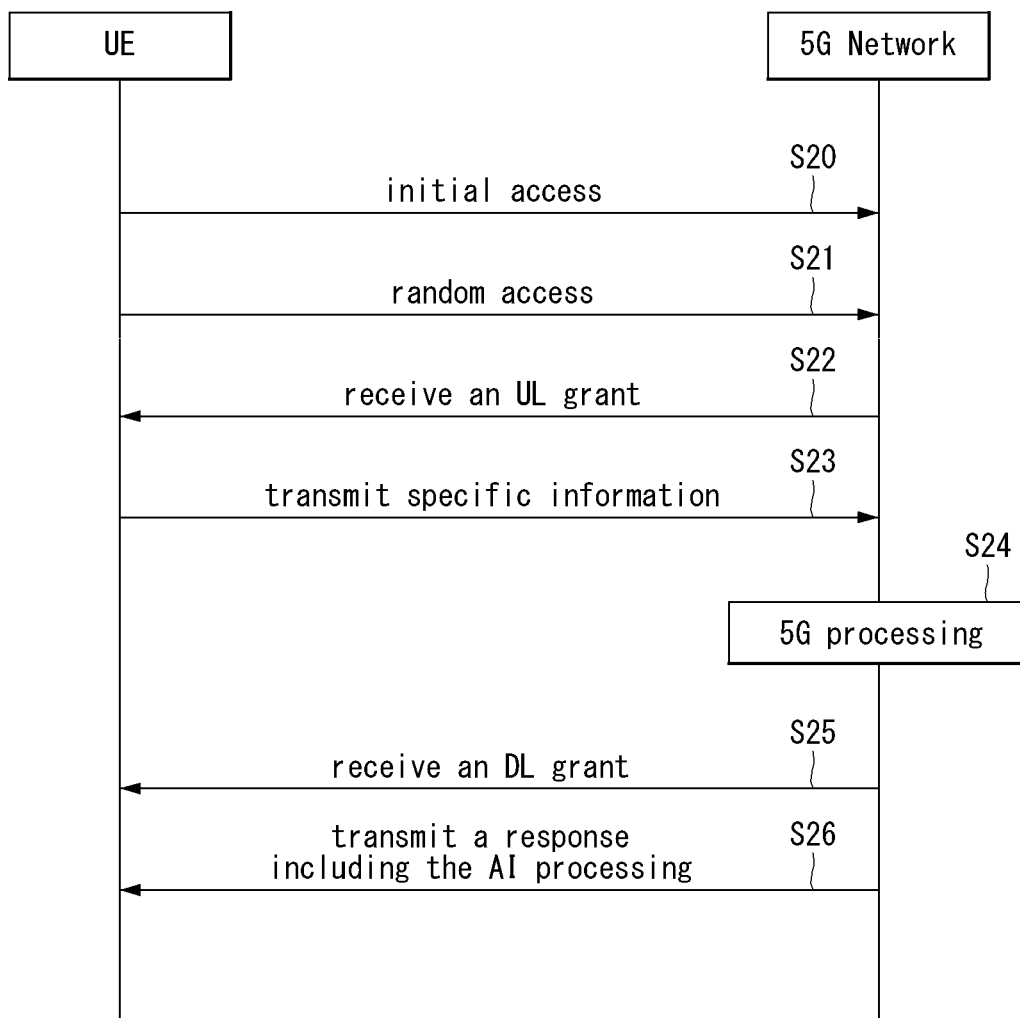 UE
5G Network
S20
initial access
S21
random access
S22
receive an UL grant
S23
transmit specific information
S24
5G processing
S25
receive an DL grant
S26
transmit a response
including the AI processing